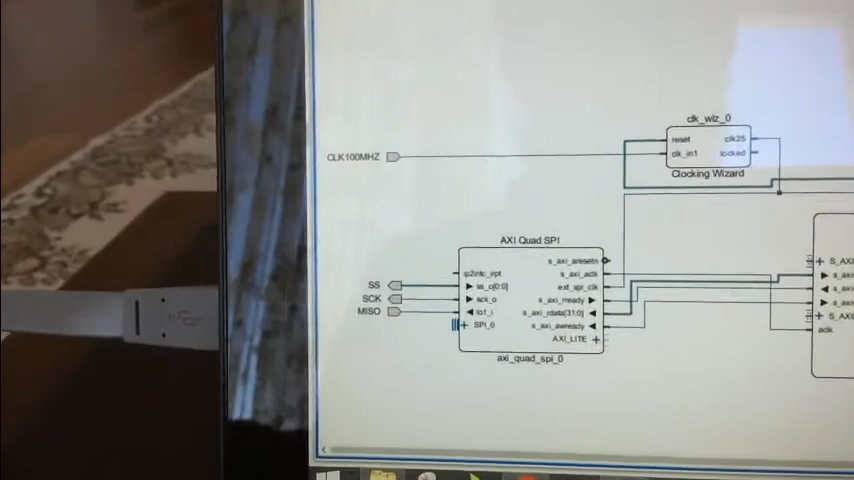 clk_wiz_0
reset
clk25
CLK100MHZ
clk_in1
locked
Clocking Wizard
AXI Quad SPI
s_axi_aresetn
ip2intc_irpt
s_axi_aclk
SS
ss_o[0:0]
ext_spi_clk
SCK
sck_o
s_axi_rready
MISO
io1_i
s_axi_rdata[31:0]
SPI_0
s_axi_awready
AXI_LITE
axi_quad_spi_0
S_AXI
aclk